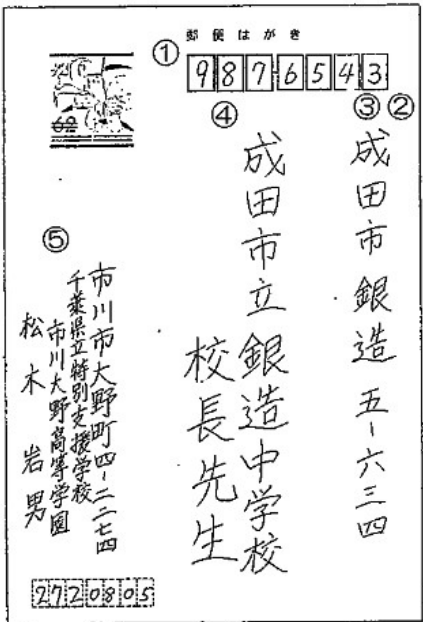 郵便はがき
① 9876543
62
④ ③ ②
成田市銀造 五-六三四
成田市立銀造中学校
校長先生
⑤
市川市大野町四-二二七四
千葉県立特別支援学校
市川大野高等学園
松木岩男
2720805